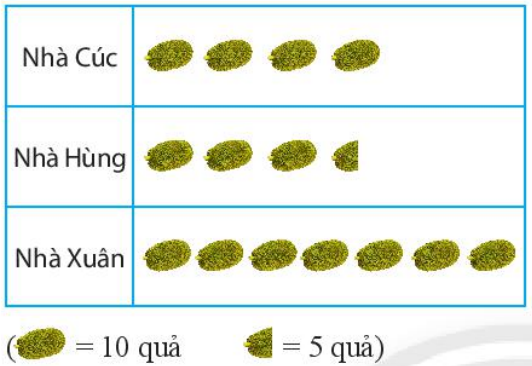 Nhà Cúc
Nhà Hùng
Nhà Xuân
( = 10 quả = 5 quả)